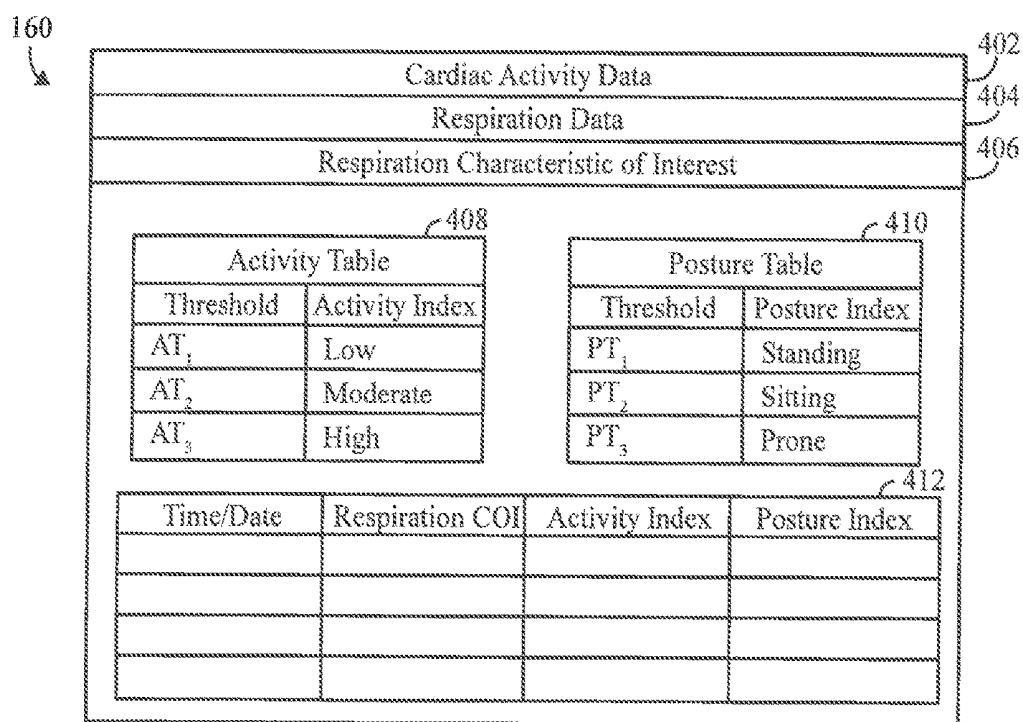 160
402
Cardiac Activity Data
404
Respiration Data
406
Respiration Characteristic of Interest
408
Activity Table
Threshold Activity Index
AT₁ Low
AT₂ Moderate
AT₃ High
410
Posture Table
Threshold Posture Index
PT₁ Standing
PT₂ Sitting
PT₃ Prone
412
Time/Date Respiration COI Activity Index Posture Index